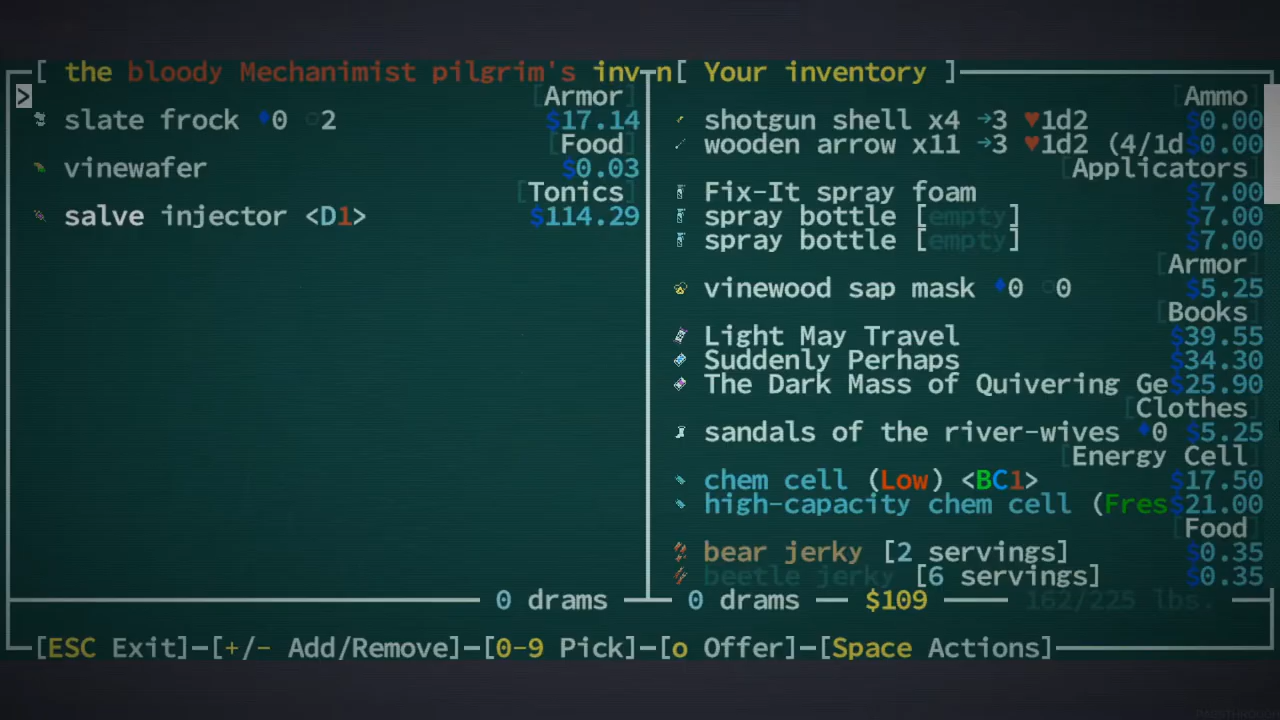 [ the bloody Mechanimist pilgrim's inv
> [Armor]
slate frock ♦0 ○2 $17.14
[Food]
vinewafer $0.03
[Tonics]
salve injector <D1> $114.29
0 drams
n[ Your inventory ]
[Ammo]
shotgun shell x4 →3 ♥1d2 $0.00
wooden arrow x11 →3 ♥1d2 (4/1d $0.00
[Applicators]
Fix-It spray foam $7.00
spray bottle [empty] $7.00
spray bottle [empty] $7.00
[Armor]
vinewood sap mask ♦0 ○0 $5.25
[Books]
Light May Travel $39.55
Suddenly Perhaps $34.30
The Dark Mass of Quivering Ge $25.90
[Clothes]
sandals of the river-wives ♦0 $5.25
[Energy Cell]
chem cell (Low) <BC1> $17.50
high-capacity chem cell (Fres $21.00
[Food]
bear jerky [2 servings] $0.35
beetle jerky [6 servings] $0.35
0 drams — $109 — 162/225 lbs.
[ESC Exit]-[+/- Add/Remove]-[0-9 Pick]-[o Offer]-[Space Actions]